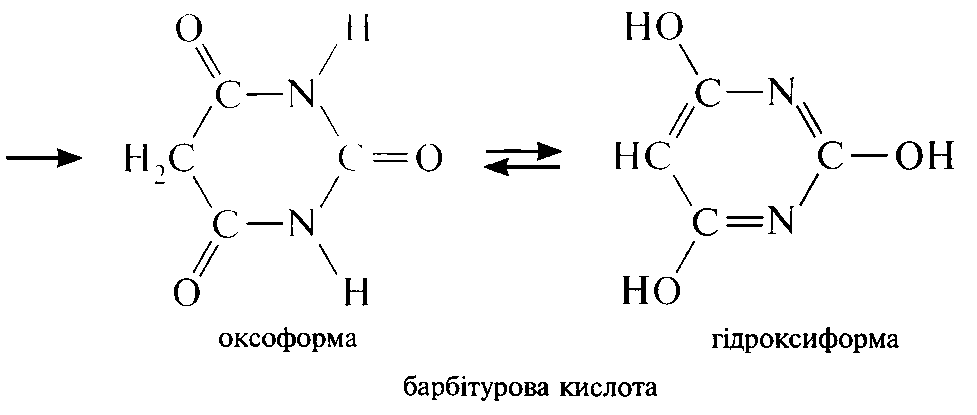 O H HO
C — N C — N
H₂C C = O HC C — OH
C — N C = N
O H HO
оксоформа гідроксиформа
барбітурова кислота